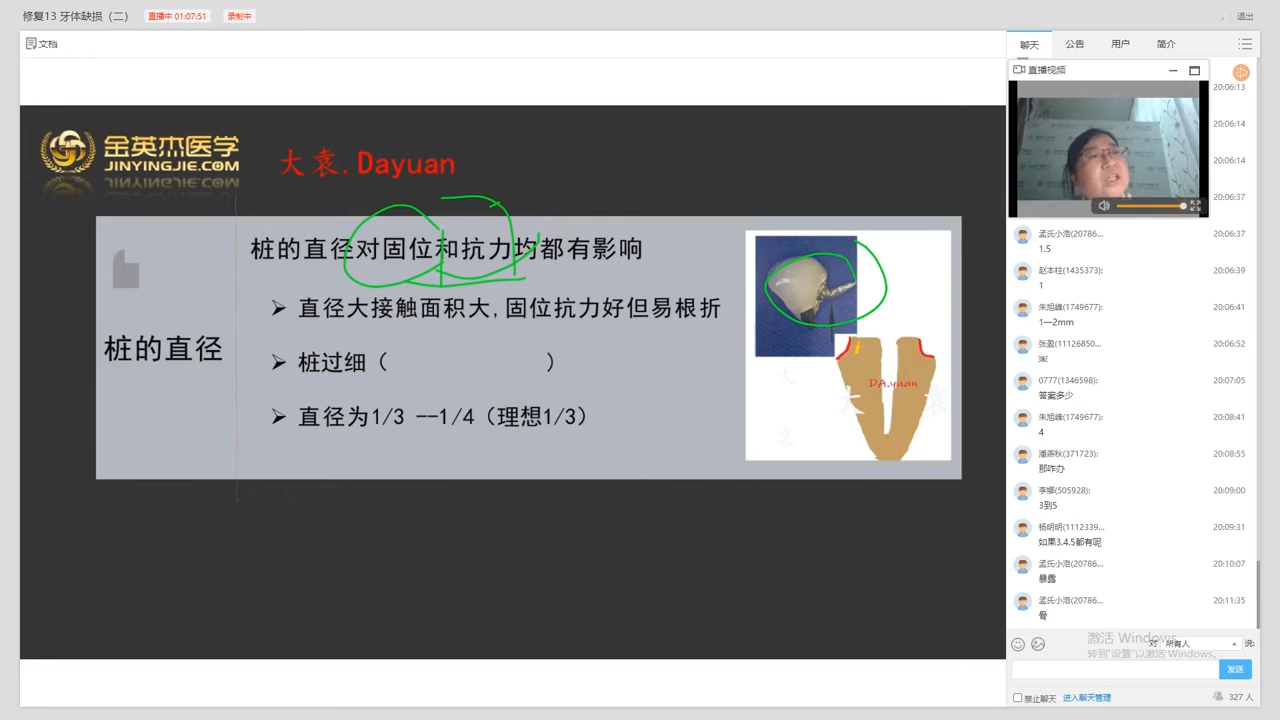 修复13 牙体缺损（二）
直播中 01:07:51
录制中
退出
文档
聊天
公告
用户
简介
直播视频
金英杰医学
JINYINGJIE.COM
大袁.Dayuan
桩的直径
桩的直径对固位和抗力均都有影响
➢ 直径大接触面积大,固位抗力好但易根折
➢ 桩过细（ ）
➢ 直径为1/3 --1/4（理想1/3）
DA.yuan
大 袁
大
袁
20:06:13
20:06:14
20:06:14
20:06:37
孟氏小洛(20786... 20:06:37
1.5
赵本柱(1435373): 20:06:39
1
朱旭峰(1749677): 20:06:41
1—2mm
张盈(11126850... 20:06:52
※
0777(1346598): 20:07:05
答案多少
朱旭峰(1749677): 20:08:41
4
潘燕秋(371723): 20:08:55
那咋办
李娜(505928): 20:09:00
3到5
杨明明(1112339... 20:09:31
如果3.4.5都有呢
孟氏小洛(20786... 20:10:07
暴露
孟氏小洛(20786... 20:11:35
骨
激活 Windows
转到"设置"以激活 Windows。
对 所有人 说:
发送
禁止聊天 进入聊天管理
327 人